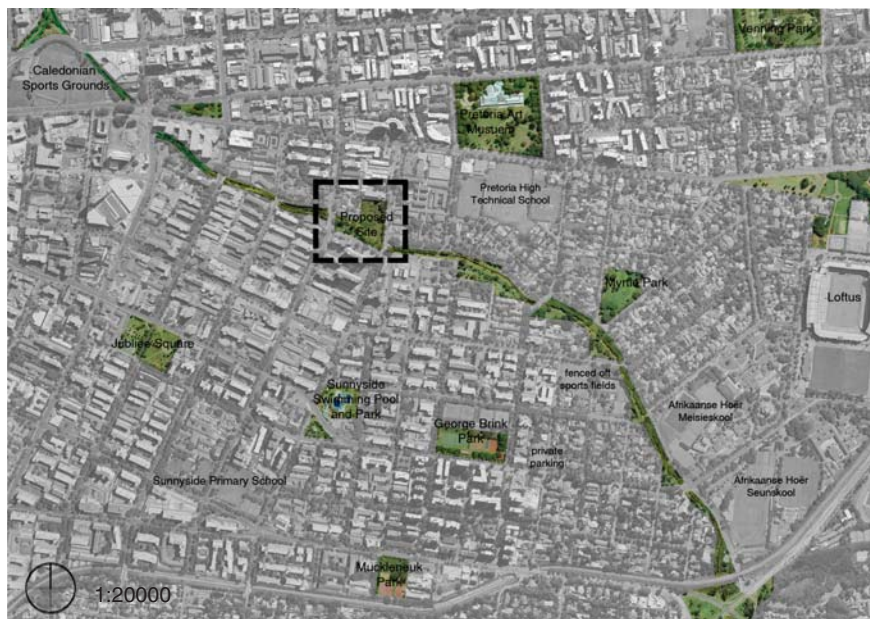 Venning Park
Caledonian
Sports Grounds
Pretoria Art
Musuem
Pretoria High
Technical School
Proposed
Site
Myrtle Park
Loftus
Jubilee Square
fenced off
sports fields
Sunnyside
Swimming Pool
and Park
Afrikaanse Hoër
Meisieskool
George Brink
Park
private
parking
Sunnyside Primary School
Afrikaanse Hoër
Seunskool
Muckleneuk
Park
1:20000